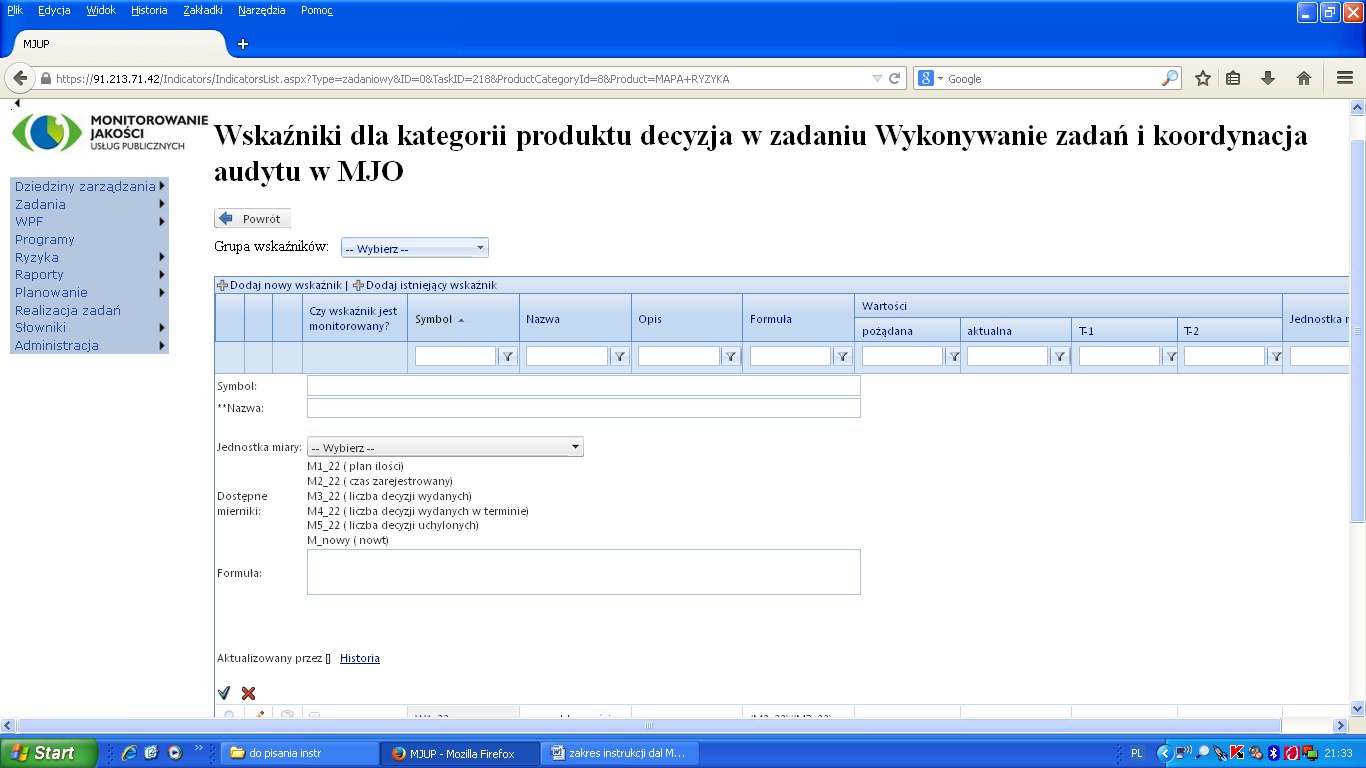 Plik Edycja Widok Historia Zakładki Narzędzia Pomoc
MJUP
https://91.213.71.42/Indicators/IndicatorsList.aspx?Type=zadaniowy&ID=0&TaskID=218&ProductCategoryId=8&Product=MAPA+RYZYKA
Google
MONITOROWANIE
JAKOŚCI
USŁUG PUBLICZNYCH
Dziedziny zarządzania
Zadania
WPF
Programy
Ryzyka
Raporty
Planowanie
Realizacja zadań
Słowniki
Administracja
Wskaźniki dla kategorii produktu decyzja w zadaniu Wykonywanie zadań i koordynacja
audytu w MJO
Powrót
Grupa wskaźników: -- Wybierz --
Dodaj nowy wskaźnik | Dodaj istniejący wskaźnik
Czy wskaźnik jest
monitorowany?
Symbol
Nazwa
Opis
Formuła
Wartości
pożądana
aktualna
T-1
T-2
Jednostka
Symbol:
**Nazwa:
Jednostka miary: -- Wybierz --
Dostępne
mierniki:
M1_22 ( plan ilości)
M2_22 ( czas zarejestrowany)
M3_22 ( liczba decyzji wydanych)
M4_22 ( liczba decyzji wydanych w terminie)
M5_22 ( liczba decyzji uchylonych)
M_nowy ( nowt)
Formuła:
Aktualizowany przez [] Historia
Start
do pisania instr
MJUP - Mozilla Firefox
zakres instrukcji dal M...
PL
21:33